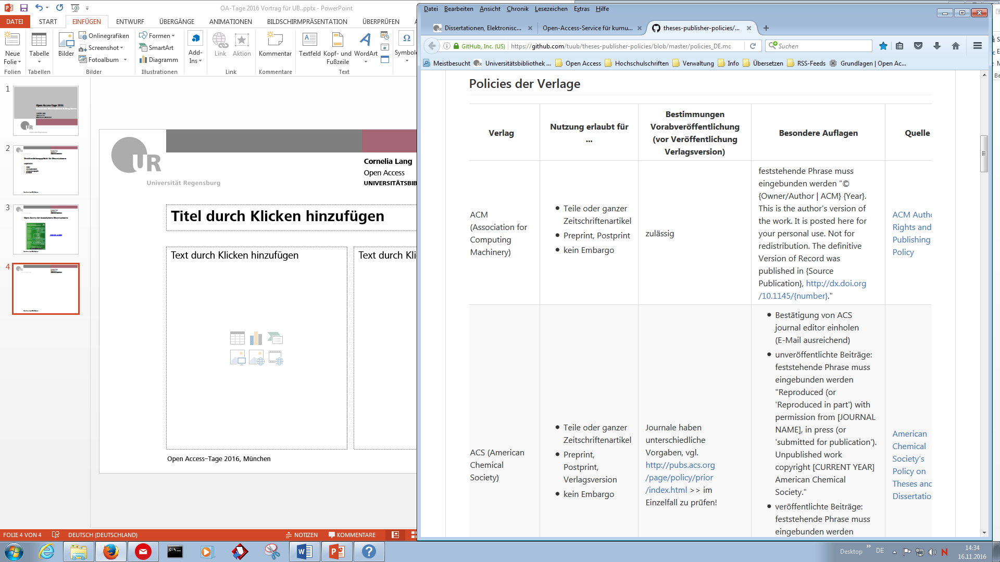 OA-Tage 2016 Vortrag für UB..pptx - PowerPoint
DATEI START EINFÜGEN ENTWURF ÜBERGÄNGE ANIMATIONEN BILDSCHIRMPRÄSENTATION ÜBERPRÜFEN
Neue Folie
Folien
Tabelle
Tabellen
Bilder
Onlinegrafiken
Screenshot
Fotoalbum
Bilder
Formen
SmartArt
Diagramm
Illustrationen
Add-Ins
Link
Aktion
Link
Kommentar
Kommentare
Textfeld
Kopf- und Fußzeile
WordArt
Text
Symbole
1
Open Access-Tage 2016
2
Veröffentlichungspflicht für Dissertationen
3
Open Access bei kumulativen Dissertationen
4
UR
Universität Regensburg
Cornelia Lang
Open Access
UNIVERSITÄTSBIB
Titel durch Klicken hinzufügen
Text durch Klicken hinzufügen
Text durch Kli
Open Access–Tage 2016, München
FOLIE 4 VON 4 DEUTSCH (DEUTSCHLAND) NOTIZEN KOMMENTARE
Datei Bearbeiten Ansicht Chronik Lesezeichen Extras Hilfe
Dissertationen, Elektronisc... Open-Access-Service für kumu... theses-publisher-policies/...
GitHub, Inc. (US) https://github.com/tuub/theses-publisher-policies/blob/master/policies_DE.mc
Suchen
Meistbesucht Universitätsbibliothek ... Open Access Hochschulschriften Verwaltung Info Übersetzen RSS-Feeds Grundlagen | Open Ac...
Policies der Verlage
Verlag
Nutzung erlaubt für
...
Bestimmungen
Vorabveröffentlichung
(vor Veröffentlichung
Verlagsversion)
Besondere Auflagen
Quelle
ACM
(Association for
Computing
Machinery)
Teile oder ganzer
Zeitschriftenartikel
Preprint, Postprint
kein Embargo
zulässig
feststehende Phrase muss
eingebunden werden "©
{Owner/Author | ACM} {Year}.
This is the author's version of
the work. It is posted here for
your personal use. Not for
redistribution. The definitive
Version of Record was
published in {Source
Publication}, http://dx.doi.org
/10.1145/{number}."
ACM Autho
Rights and
Publishing
Policy
ACS (American
Chemical
Society)
Teile oder ganzer
Zeitschriftenartikel
Preprint,
Postprint,
Verlagsversion
kein Embargo
Journale haben
unterschiedliche
Vorgaben, vgl.
http://pubs.acs.org
/page/policy/prior
/index.html >> im
Einzelfall zu prüfen!
Bestätigung von ACS
journal editor einholen
(E-Mail ausreichend)
unveröffentlichte Beiträge:
feststehende Phrase muss
eingebunden werden
"Reproduced (or
'Reproduced in part') with
permission from [JOURNAL
NAME], in press (or
'submitted for publication').
Unpublished work
copyright [CURRENT YEAR]
American Chemical
Society."
veröffentlichte Beiträge:
feststehende Phrase muss
eingebunden werden
American
Chemical
Society's
Policy on
Theses and
Dissertatio
Desktop DE
14:34
16.11.2016